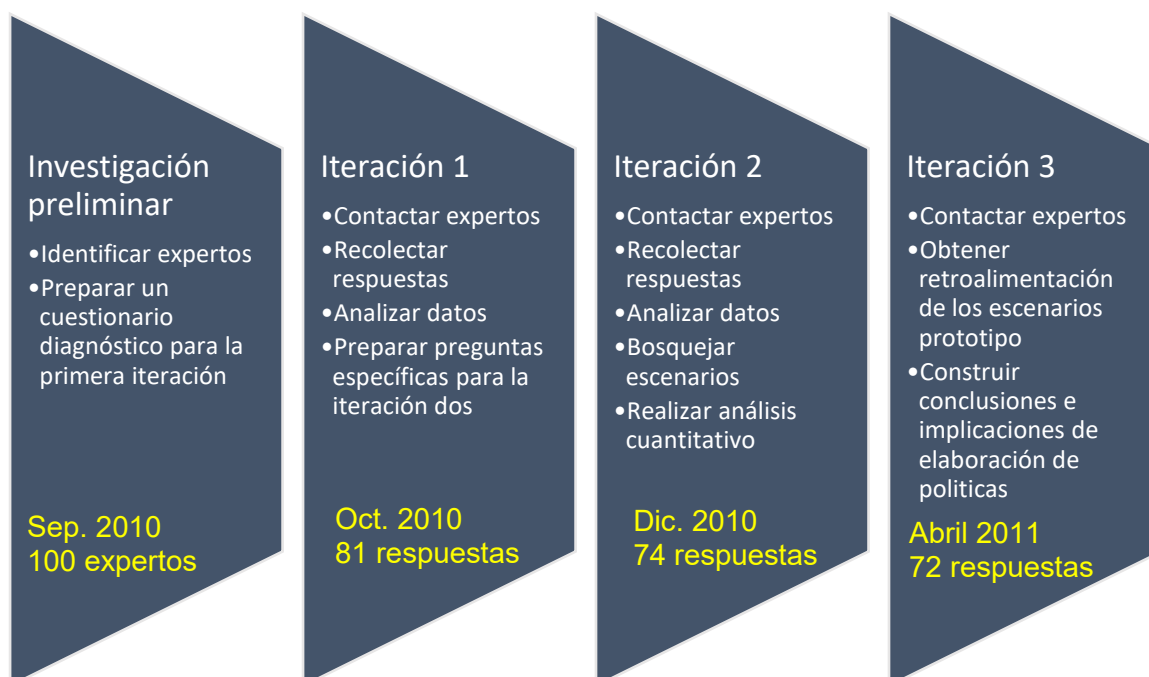 Investigación
preliminar
•Identificar expertos
•Preparar un
cuestionario
diagnóstico para la
primera iteración
Sep. 2010
100 expertos
Iteración 1
•Contactar expertos
•Recolectar
respuestas
•Analizar datos
•Preparar preguntas
específicas para la
iteración dos
Oct. 2010
81 respuestas
Iteración 2
•Contactar expertos
•Recolectar
respuestas
•Analizar datos
•Bosquejar
escenarios
•Realizar análisis
cuantitativo
Dic. 2010
74 respuestas
Iteración 3
•Contactar expertos
•Obtener
retroalimentación
de los escenarios
prototipo
•Construir
conclusiones e
implicaciones de
elaboración de
politicas
Abril 2011
72 respuestas